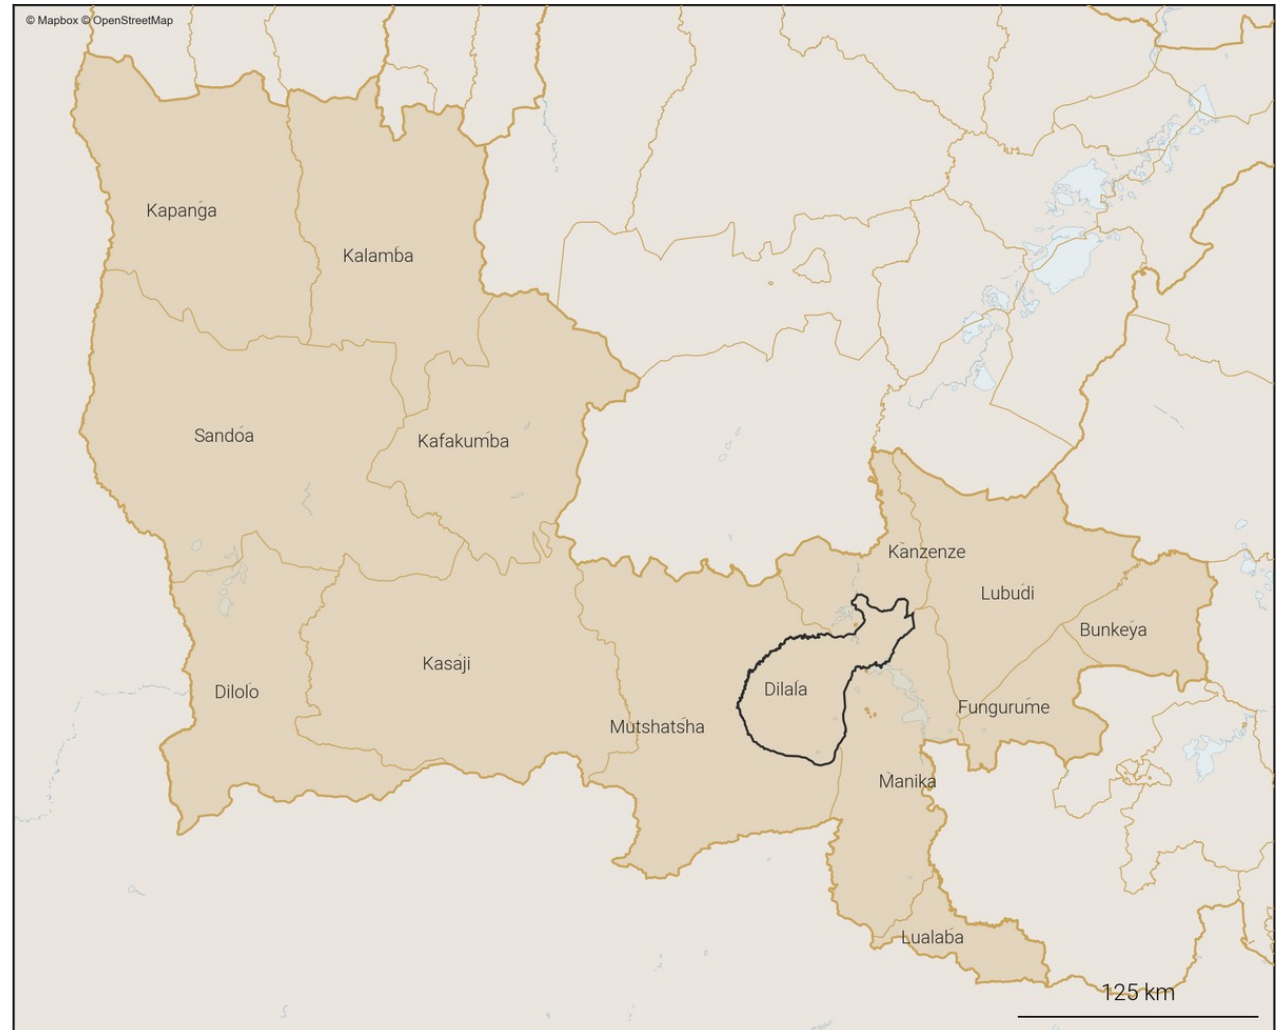 © Mapbox © OpenStreetMap
Kapanga
Kalamba
Sandoa
Kafakumba
Kanzenze
Lubudi
Bunkeya
Kasaji
Dilala
Dilolo
Fungurume
Mutshatsha
Manika
Lualaba
125 km